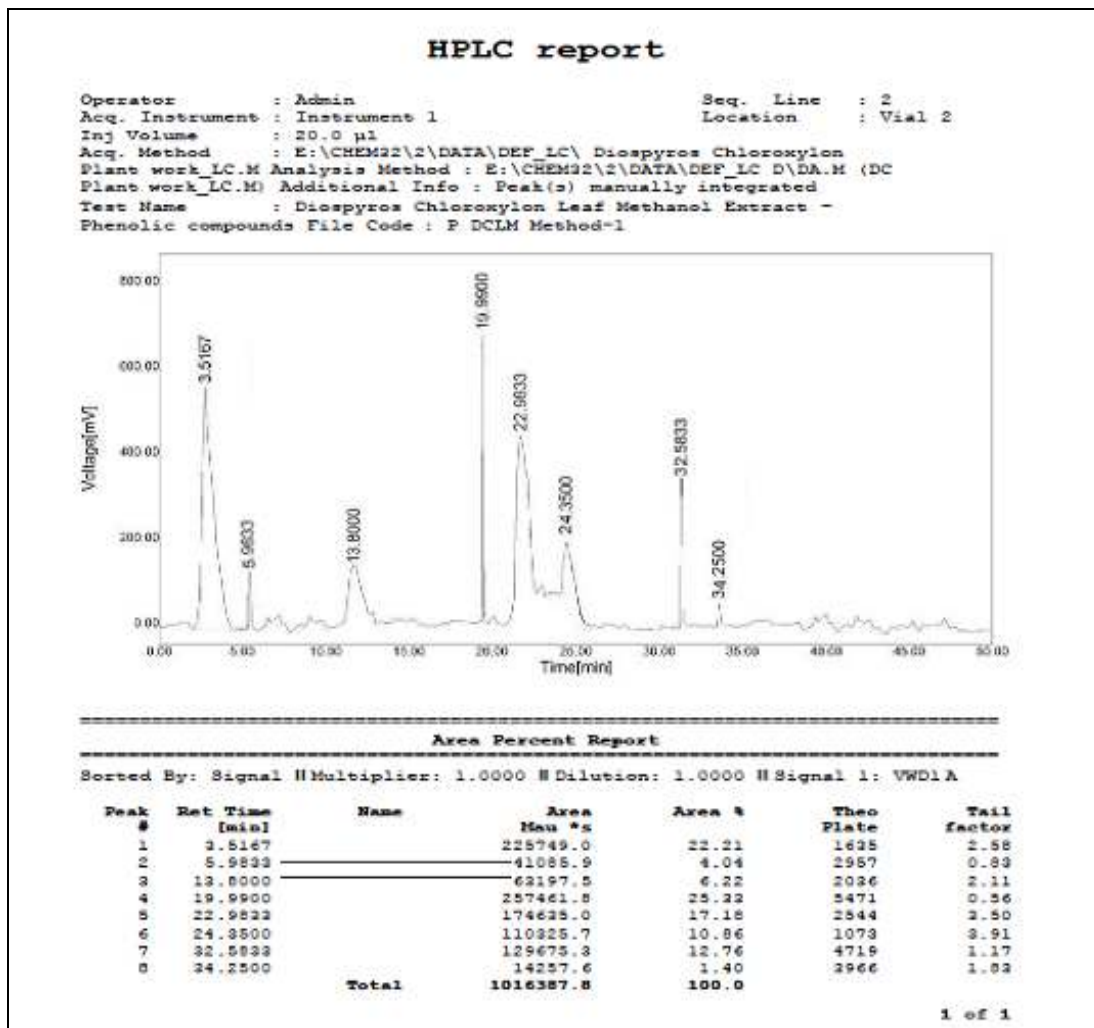 HPLC report
Operator : Admin Seq. Line : 2
Acq. Instrument : Instrument 1 Location : Vial 2
Inj Volume : 20.0 µl
Acq. Method : E:\CHEM32\2\DATA\DEF_LC\ Diospyros Chloroxylon
Plant work_LC.M Analysis Method : E:\CHEM32\2\DATA\DEF_LC D\DA.M (DC
Plant work_LC.M) Additional Info : Peak(s) manually integrated
Test Name : Diospyros Chloroxylon Leaf Methanol Extract -
Phenolic compounds File Code : P DCLM Method-1
800.00
600.00
400.00
200.00
0.00
Voltage[mV]
3.5167
5.9833
13.8000
19.9900
22.9833
24.3500
32.5833
34.2500
0.00 5.00 10.00 15.00 20.00 25.00 30.00 35.00 40.00 45.00 50.00
Time[min]
Area Percent Report
Sorted By: Signal Multiplier: 1.0000 Dilution: 1.0000 Signal 1: VWD1A
Peak Ret Time Name Area Area % Theo Tail
# [min] Mau *s Plate factor
1 3.5167 225749.0 22.21 1635 2.58
2 5.9833 41085.9 4.04 2957 0.83
3 13.8000 63197.5 6.22 2036 2.11
4 19.9900 257461.8 25.33 5471 0.56
5 22.9833 174635.0 17.18 2544 3.50
6 24.3500 110325.7 10.86 1073 3.91
7 32.5833 129675.3 12.76 4719 1.17
8 34.2500 14257.6 1.40 3966 1.83
Total 1016387.8 100.0
1 of 1